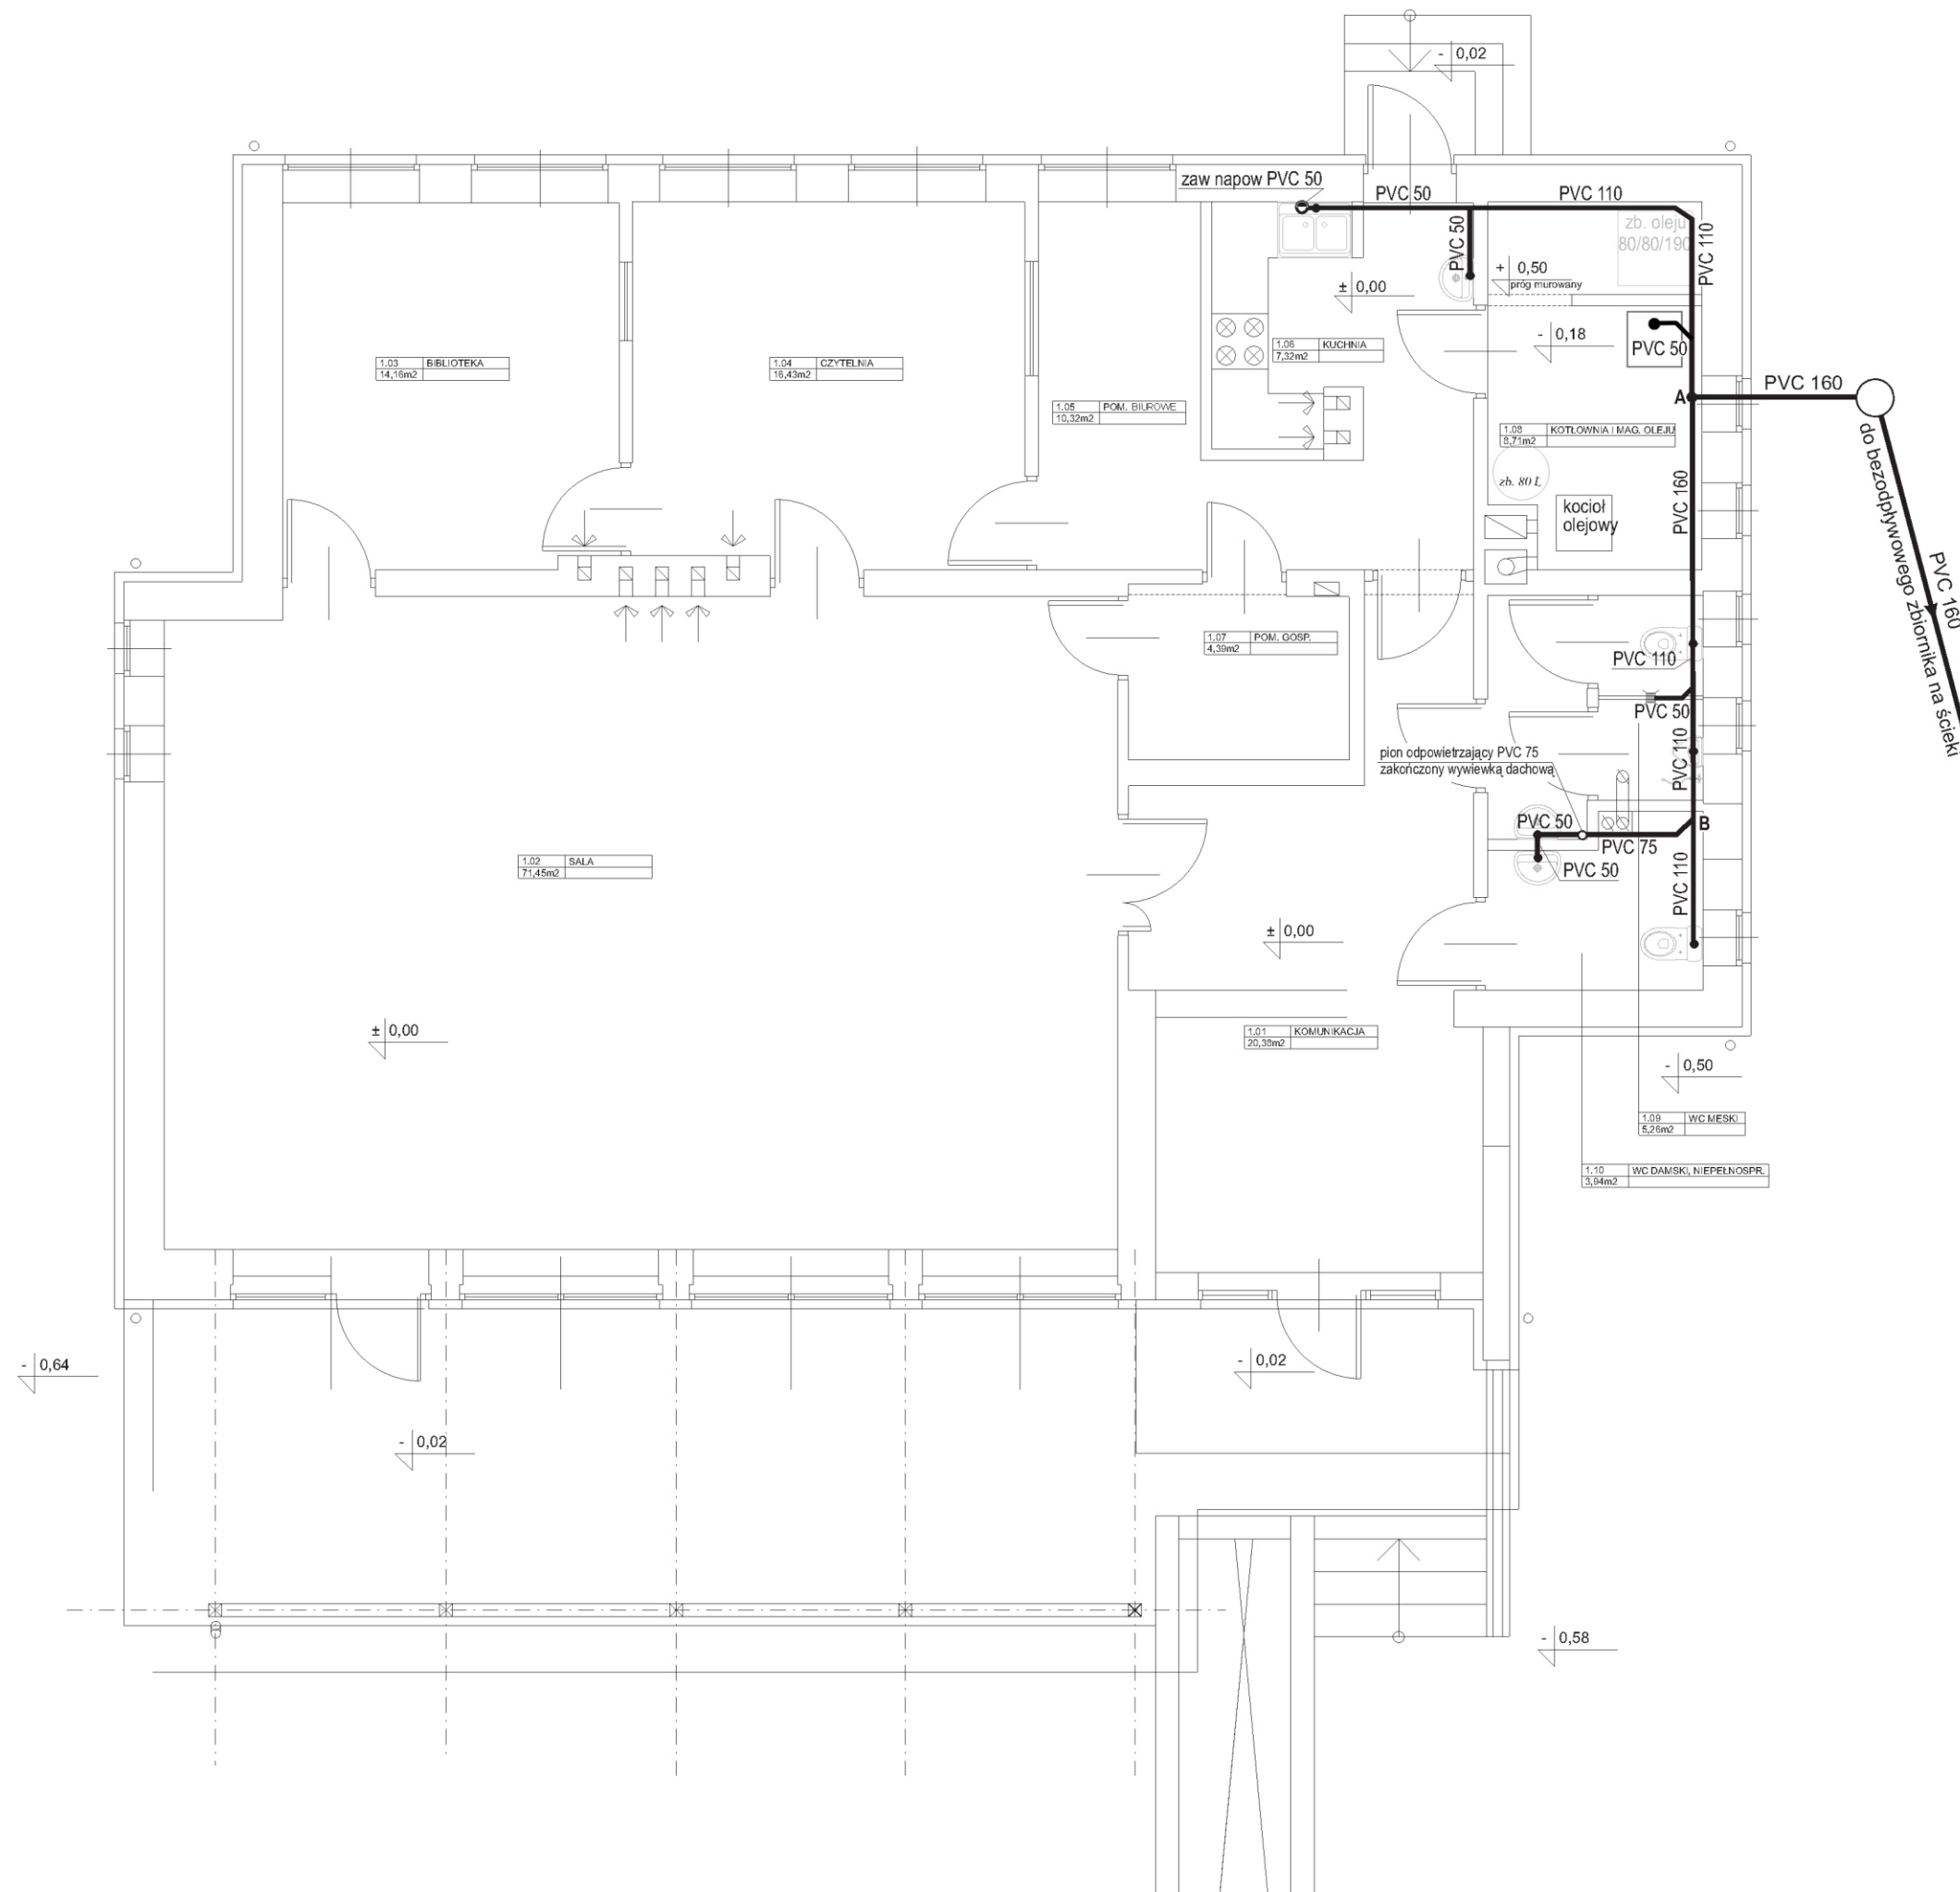 - 0,02
zaw napow PVC 50
PVC 50
PVC 110
PVC 50
zb. oleju
80/80/190
PVC 110
+ 0,50
próg murowany
± 0,00
- 0,18
PVC 50
1.03 BIBLIOTEKA
14,16m2
1.04 CZYTELNIA
16,43m2
1.05 POM. BIUROWE
10,32m2
1.06 KUCHNIA
7,32m2
A
PVC 160
1.08 KOTŁOWNIA I MAG. OLEJU
8,71m2
zb. 80 L
kocioł
olejowy
PVC 160
do bezodpływowego zbiornika na ścieki
PVC 160
1.07 POM. GOSP.
4,39m2
PVC 110
PVC 50
pion odpowietrzający PVC 75
zakończony wywiewką dachową
PVC 110
PVC 50
B
PVC 75
PVC 50
PVC 110
1.02 SALA
71,45m2
± 0,00
± 0,00
1.01 KOMUNIKACJA
20,38m2
- 0,50
1.09 WC MESKI
5,26m2
1.10 WC DAMSKI, NIEPEŁNOSPR.
3,94m2
- 0,64
- 0,02
- 0,02
- 0,58